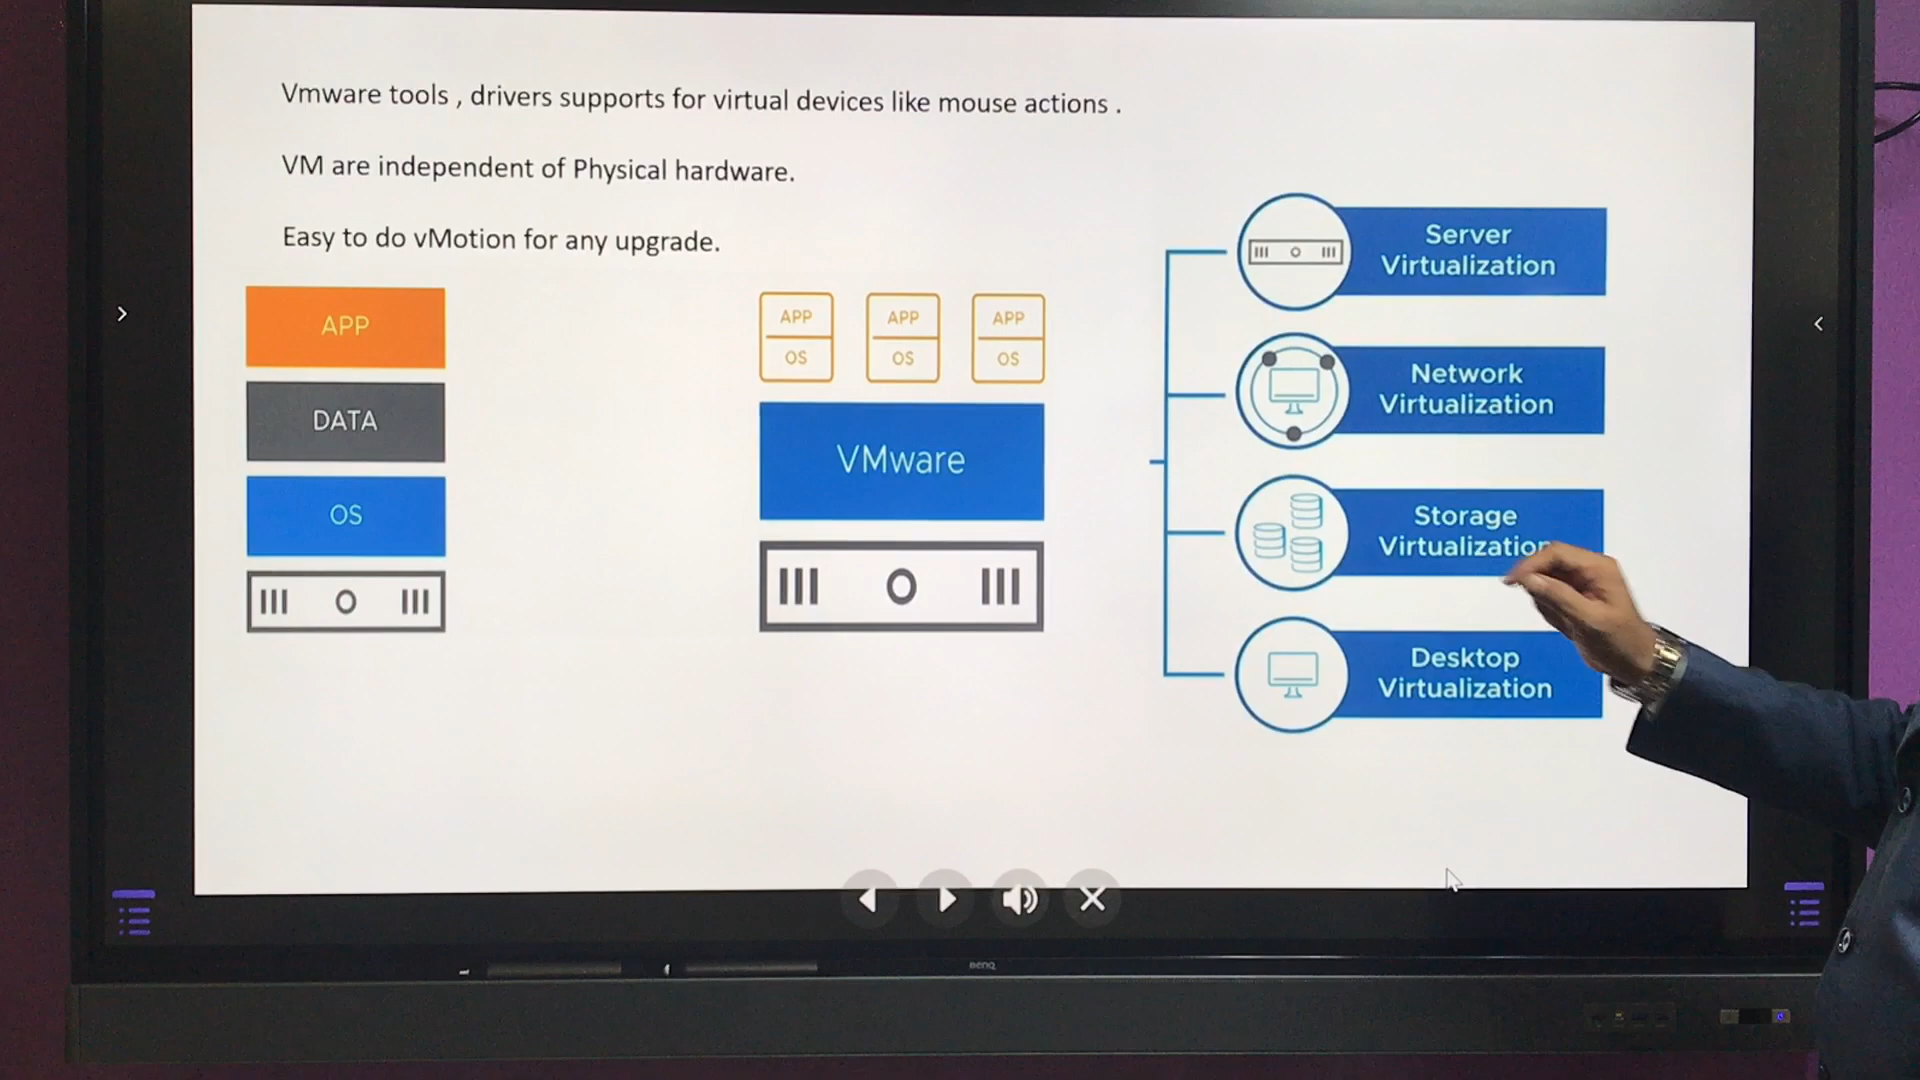 Vmware tools , drivers supports for virtual devices like mouse actions .
VM are independent of Physical hardware.
Easy to do vMotion for any upgrade.
APP
DATA
OS
APP
OS
APP
OS
APP
OS
VMware
Server
Virtualization
Network
Virtualization
Storage
Virtualization
Desktop
Virtualization
BenQ